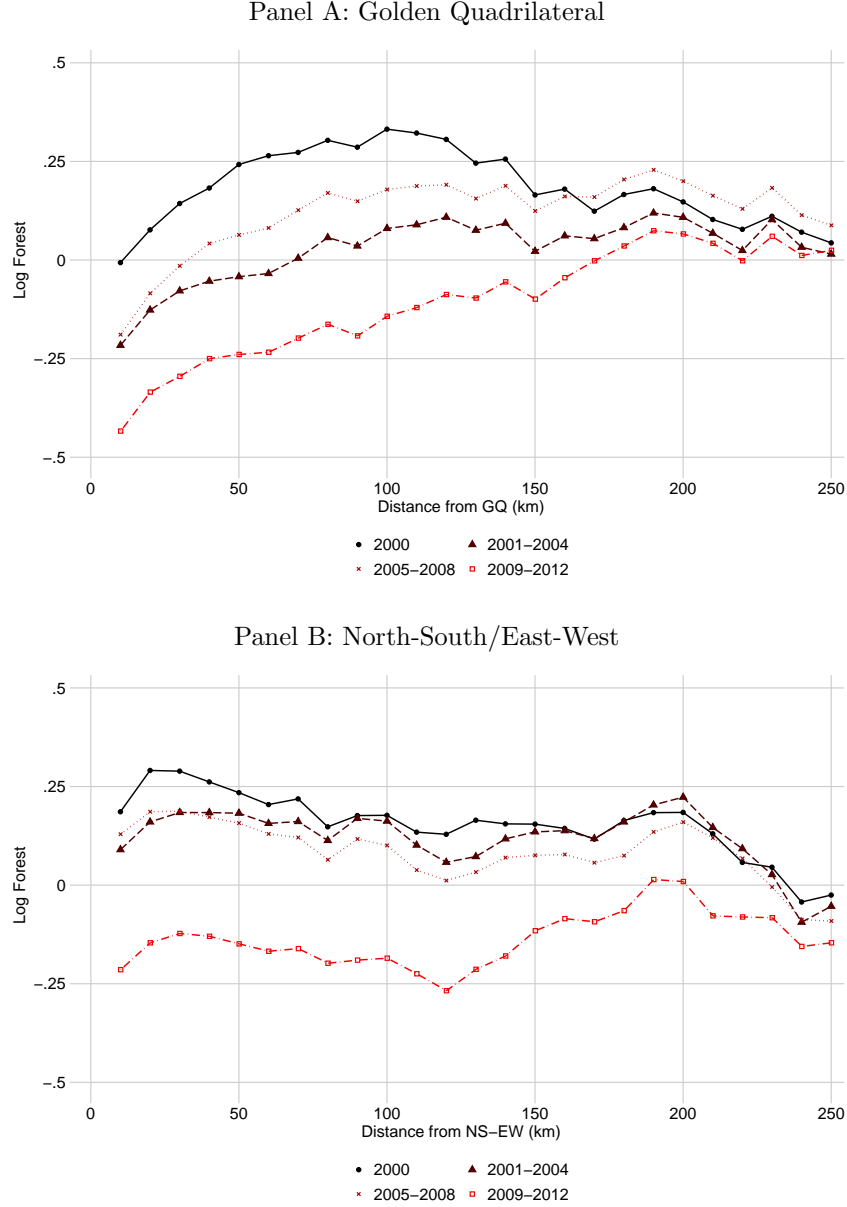 Panel A: Golden Quadrilateral
.5
.25
0
−.25
−.5
Log Forest
0 50 100 150 200 250
Distance from GQ (km)
2000 2001−2004
2005−2008 2009−2012
Panel B: North-South/East-West
.5
.25
0
−.25
−.5
Log Forest
0 50 100 150 200 250
Distance from NS−EW (km)
2000 2001−2004
2005−2008 2009−2012